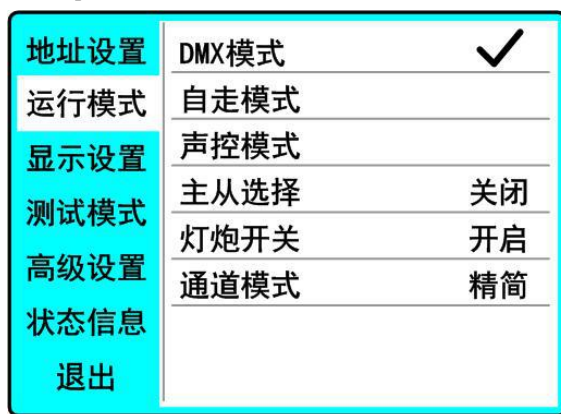 地址设置
运行模式
显示设置
测试模式
高级设置
状态信息
退出
DMX模式 ✓
自走模式
声控模式
主从选择 关闭
灯炮开关 开启
通道模式 精简